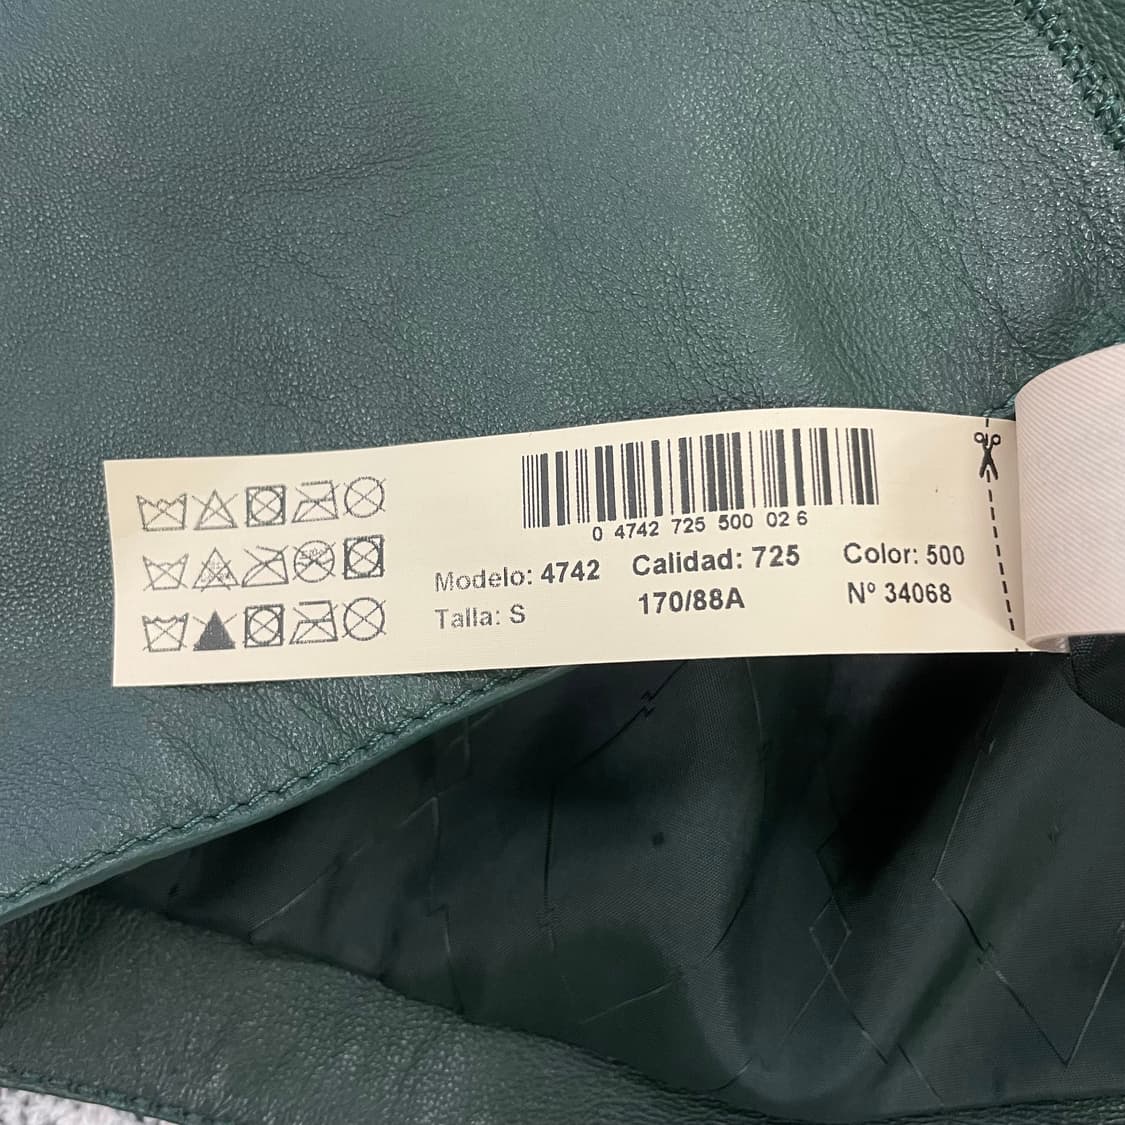 0 4742 725 500 02 6
Modelo: 4742 Calidad: 725 Color: 500
Talla: S 170/88A Nº 34068